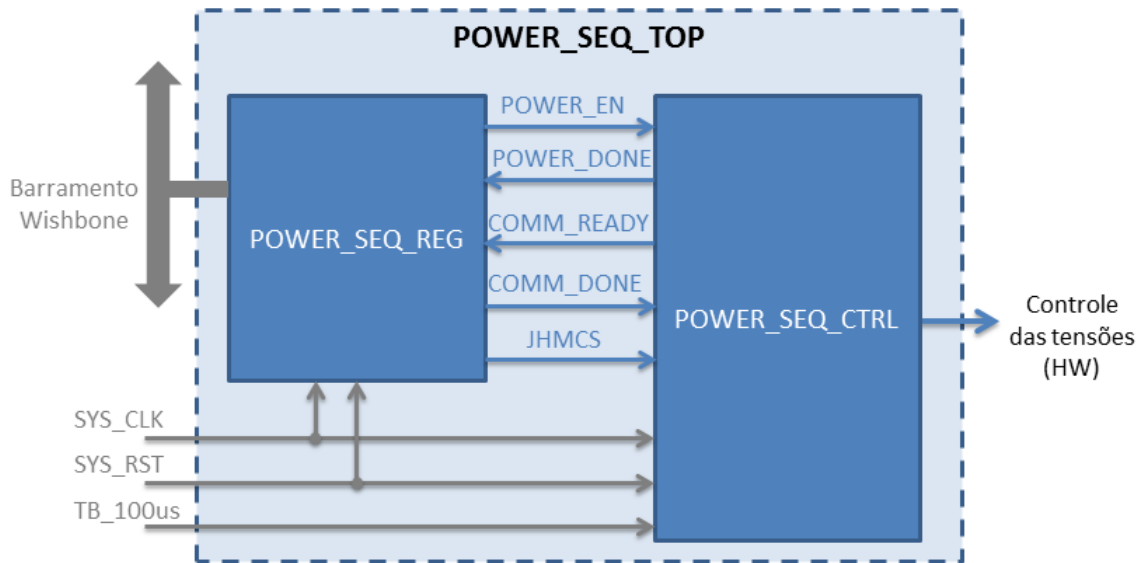 POWER_SEQ_TOP
Barramento
Wishbone
POWER_SEQ_REG
POWER_EN
POWER_DONE
COMM_READY
COMM_DONE
JHMCS
POWER_SEQ_CTRL
Controle
das tensões
(HW)
SYS_CLK
SYS_RST
TB_100us